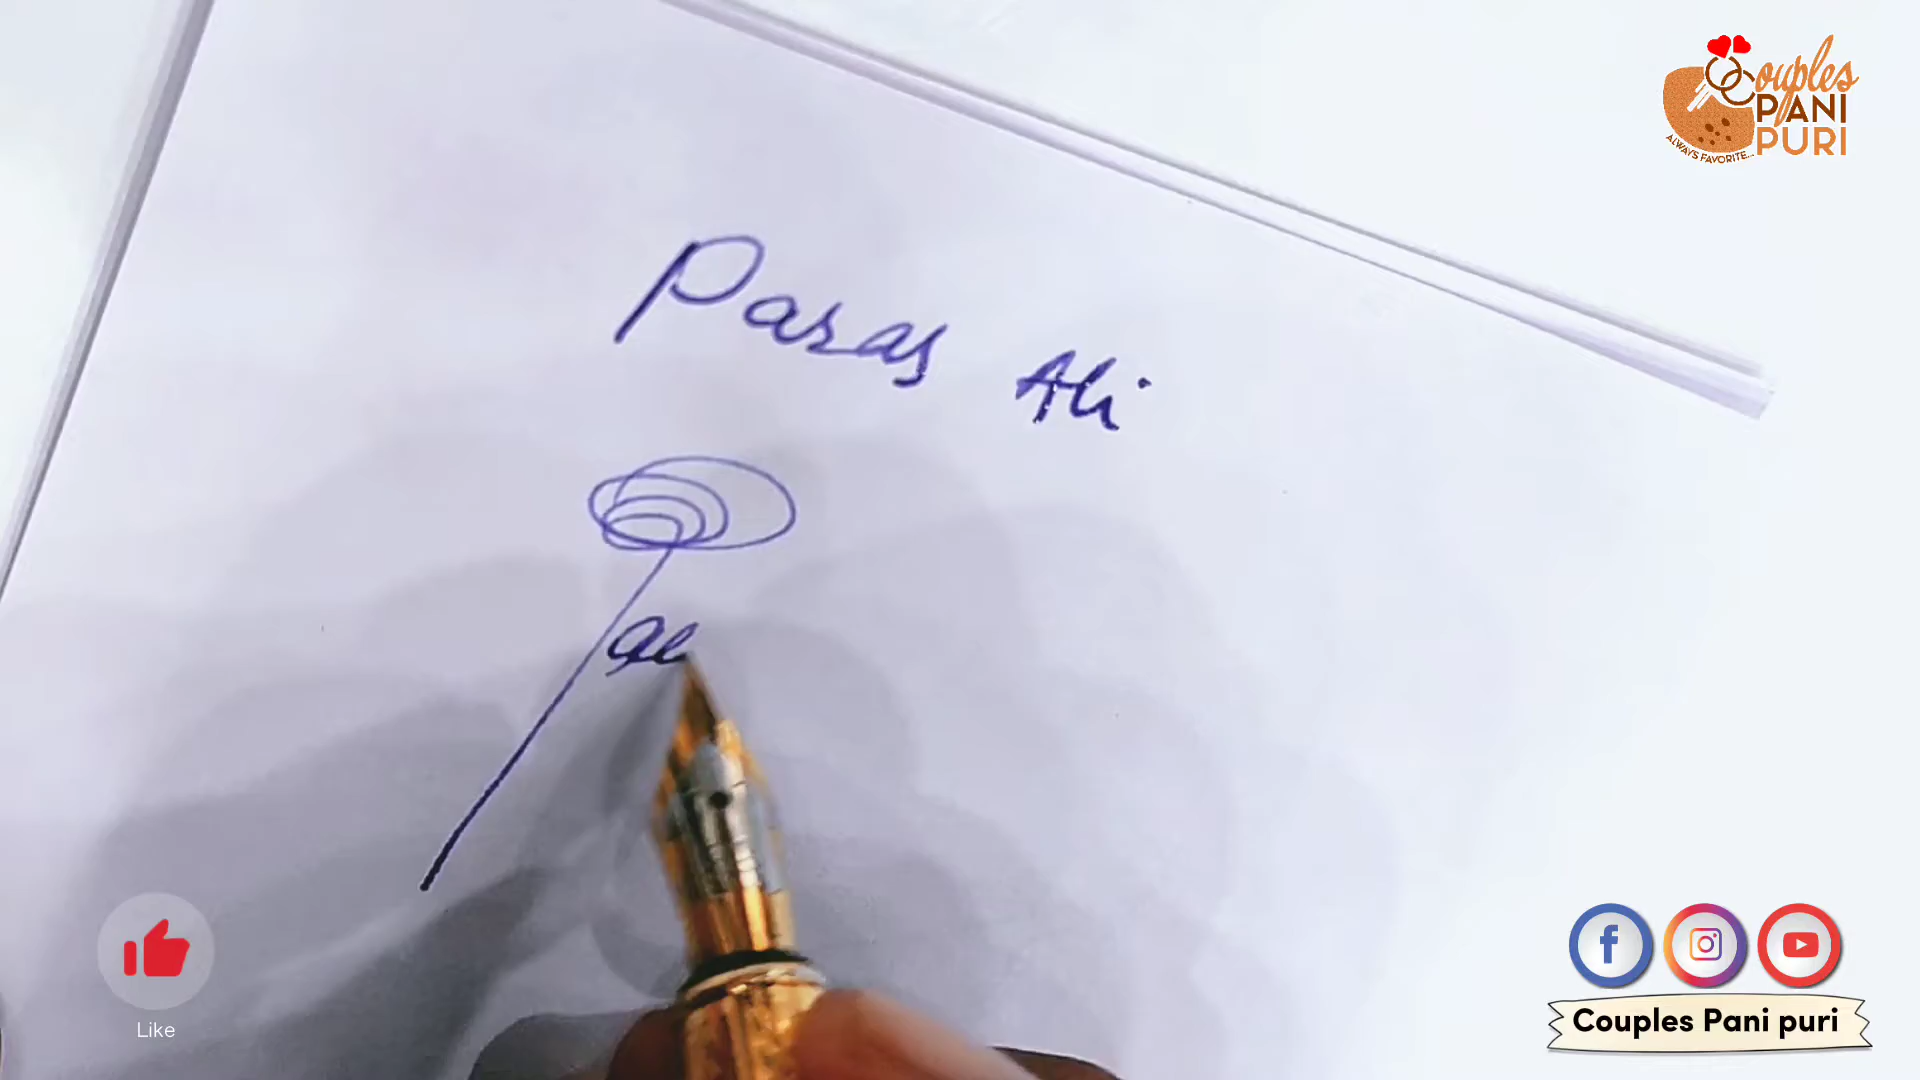 Couples
PANI
PURI
ALWAYS FAVORITE...
Paras Ali
Like
Couples Pani puri